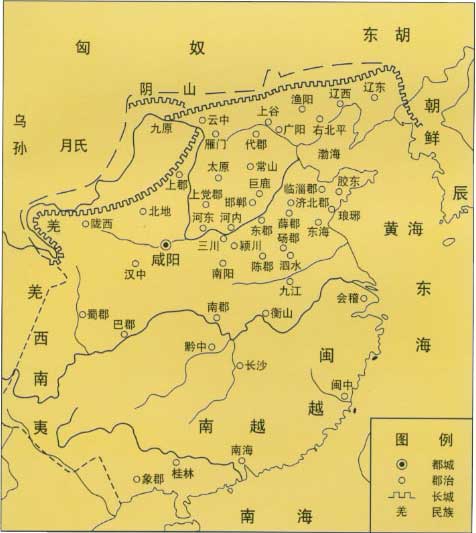 匈奴
东胡
乌孙
月氏
阴山
九原
云中
雁门
上谷
渔阳
广阳
右北平
辽西
辽东
朝鲜
辰
代郡
渤海
上郡
太原
常山
上党郡
邯郸
巨鹿
临淄郡
胶东
济北郡
琅琊
羌
陇西
北地
河东
河内
东郡
薛郡
东海
黄海
咸阳
三川
颍川
砀郡
汉中
南阳
陈郡
泗水
九江
羌
蜀郡
巴郡
南郡
衡山
会稽
东海
黔中
长沙
闽越
闽中
西南夷
南越
南海
桂林
象郡
南海
图例
都城
郡治
长城
羌 民族